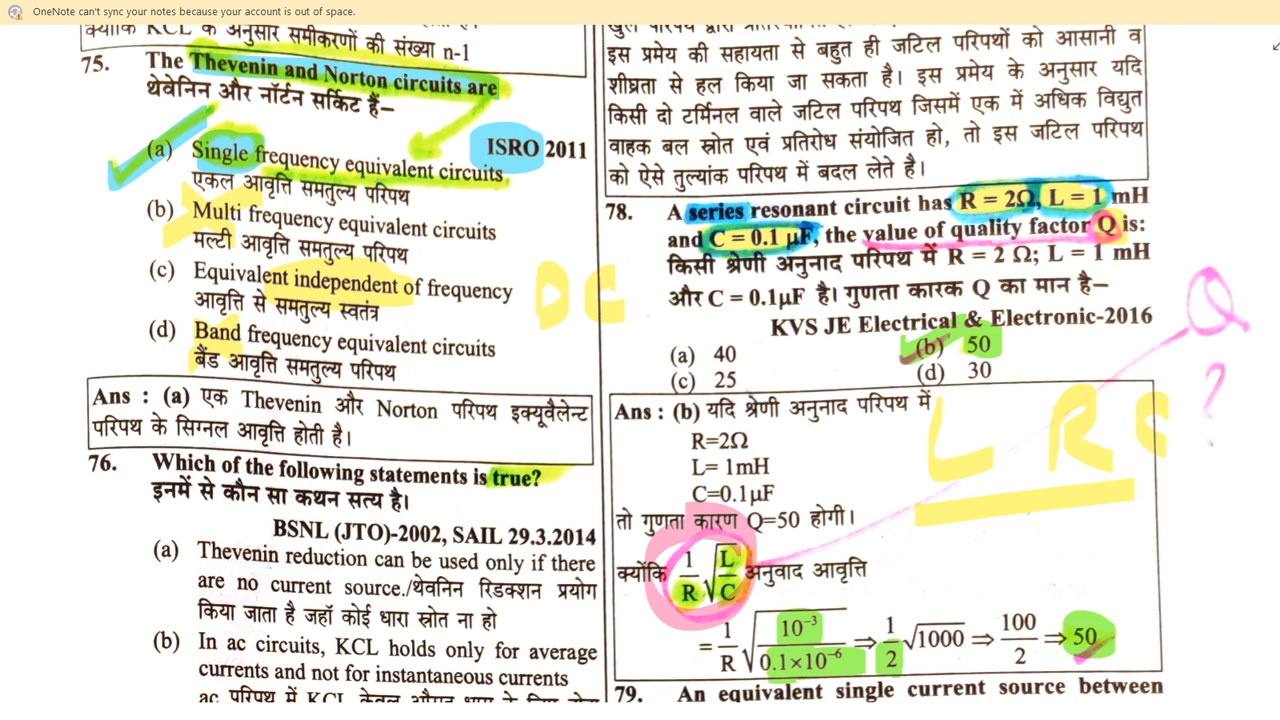 OneNote can't sync your notes because your account is out of space.
क्योंकि KCL के अनुसार समीकरणों की संख्या n-1
75. The Thevenin and Norton circuits are
थेवेनिन और नॉर्टन सर्किट हैं–
ISRO 2011
(a) Single frequency equivalent circuits
एकल आवृत्ति समतुल्य परिपथ
(b) Multi frequency equivalent circuits
मल्टी आवृत्ति समतुल्य परिपथ
(c) Equivalent independent of frequency
आवृत्ति से समतुल्य स्वतंत्र
(d) Band frequency equivalent circuits
बैंड आवृत्ति समतुल्य परिपथ
DC
Ans : (a) एक Thevenin और Norton परिपथ इक्यूवैलेन्ट
परिपथ के सिग्नल आवृत्ति होती है।
76. Which of the following statements is true?
इनमें से कौन सा कथन सत्य है।
BSNL (JTO)-2002, SAIL 29.3.2014
(a) Thevenin reduction can be used only if there
are no current source./थेवनिन रिडक्शन प्रयोग
किया जाता है जहाँ कोई धारा स्रोत ना हो
(b) In ac circuits, KCL holds only for average
currents and not for instantaneous currents
ac परिपथ में KCL केवल औसत धारा के लिए होता
इस प्रमेय की सहायता से बहुत ही जटिल परिपथों को आसानी व
शीघ्रता से हल किया जा सकता है। इस प्रमेय के अनुसार यदि
किसी दो टर्मिनल वाले जटिल परिपथ जिसमें एक में अधिक विद्युत
वाहक बल स्रोत एवं प्रतिरोध संयोजित हो, तो इस जटिल परिपथ
को ऐसे तुल्यांक परिपथ में बदल लेते है।
78. A series resonant circuit has R = 2Ω, L = 1 mH
and C = 0.1 μF, the value of quality factor Q is:
किसी श्रेणी अनुनाद परिपथ में R = 2 Ω; L = 1 mH
और C = 0.1μF है। गुणता कारक Q का मान है–
KVS JE Electrical & Electronic-2016
(a) 40 (b) 50
(c) 25 (d) 30
Q
?
Ans : (b) यदि श्रेणी अनुनाद परिपथ में
R=2Ω
L= 1mH
C=0.1μF
L R C
तो गुणता कारण Q=50 होगी।
क्योंकि 1/R √(L/C) अनुवाद आवृत्ति
= 1/R √(10⁻³/0.1×10⁻⁶) ⇒ 1/2 √1000 ⇒ 100/2 ⇒ 50
79. An equivalent single current source between